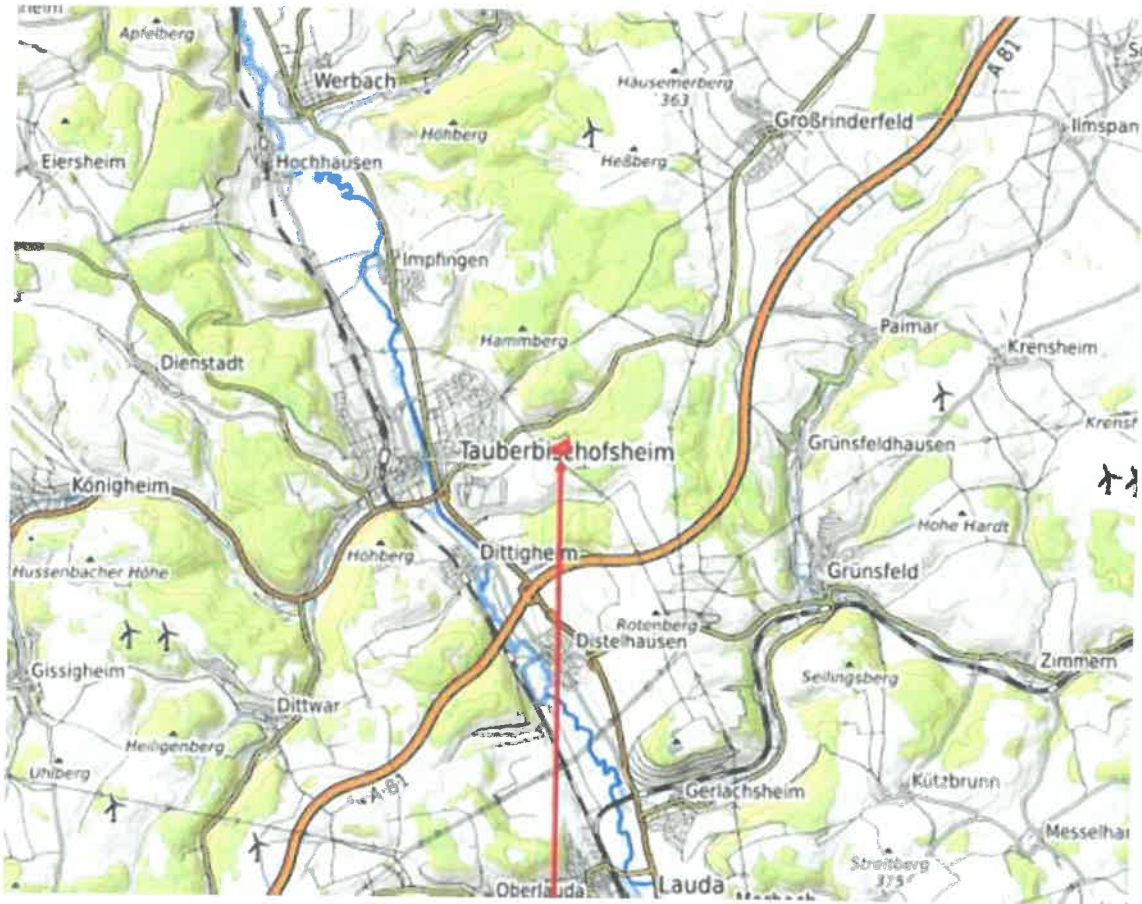 Apfelberg
Werbach
Häusemerberg
363
A 81
Großrinderfeld
Ilmspan
Höhberg
Heßberg
Eiersheim
Hochhausen
Impfingen
Hammberg
Paimar
Krensheim
Dienstadt
Tauberbischofsheim
Grünsfeldhausen
Königheim
Hohe Hardt
Höhberg
Dittigheim
Hussenbacher Höhe
Grünsfeld
Rotenberg
Distelhausen
Gissigheim
Zimmern
Seilingsberg
Dittwar
Heiligenberg
Uhlberg
A 81
Kützbrunn
Gerlachsheim
Streitberg
375
Oberlauda
Lauda